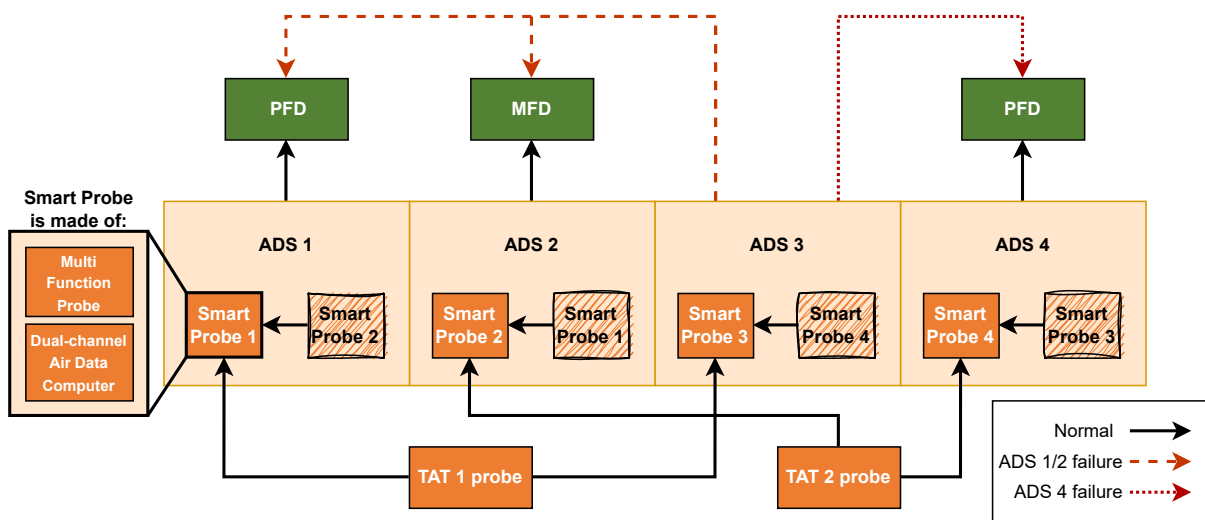 PFD
MFD
PFD
Smart Probe
is made of:
Multi
Function
Probe
Dual-channel
Air Data
Computer
ADS 1
ADS 2
ADS 3
ADS 4
Smart
Probe 1
Smart
Probe 2
Smart
Probe 2
Smart
Probe 1
Smart
Probe 3
Smart
Probe 4
Smart
Probe 4
Smart
Probe 3
TAT 1 probe
TAT 2 probe
Normal
ADS 1/2 failure
ADS 4 failure